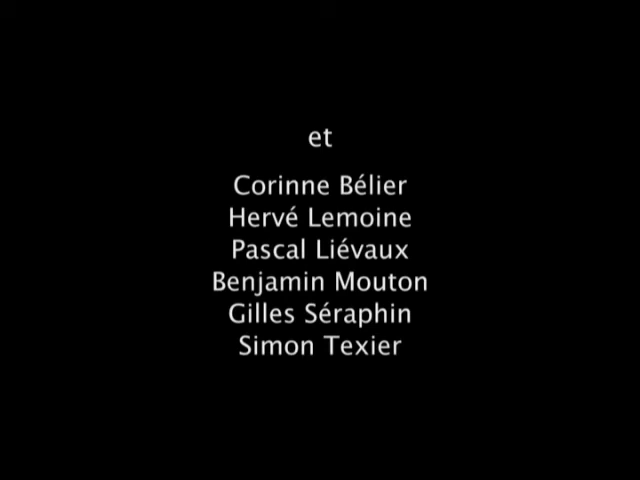 et
Corinne Bélier
Hervé Lemoine
Pascal Liévaux
Benjamin Mouton
Gilles Séraphin
Simon Texier